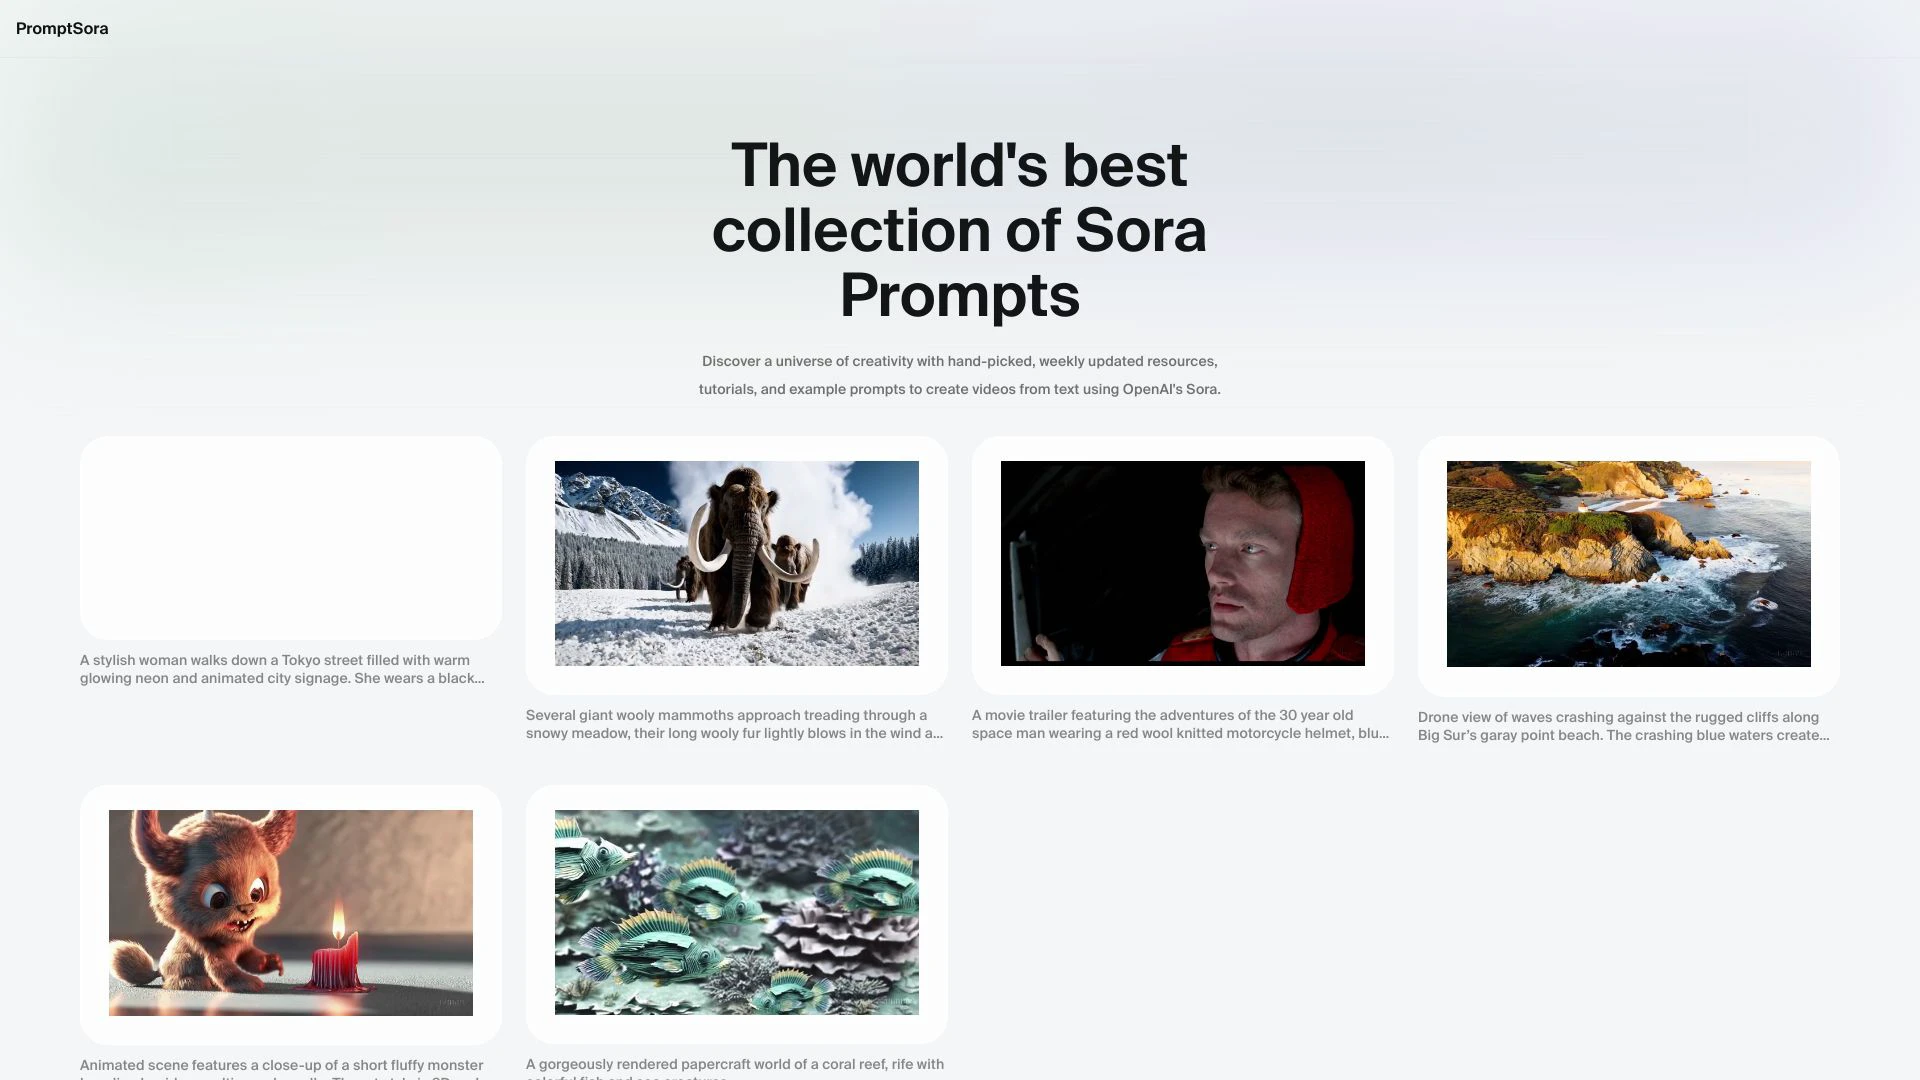 PromptSora
The world's best
collection of Sora
Prompts
Discover a universe of creativity with hand-picked, weekly updated resources,
tutorials, and example prompts to create videos from text using OpenAI's Sora.
A stylish woman walks down a Tokyo street filled with warm
glowing neon and animated city signage. She wears a black...
Several giant wooly mammoths approach treading through a
snowy meadow, their long wooly fur lightly blows in the wind a...
A movie trailer featuring the adventures of the 30 year old
space man wearing a red wool knitted motorcycle helmet, blu...
Drone view of waves crashing against the rugged cliffs along
Big Sur’s garay point beach. The crashing blue waters create...
Animated scene features a close-up of a short fluffy monster
A gorgeously rendered papercraft world of a coral reef, rife with